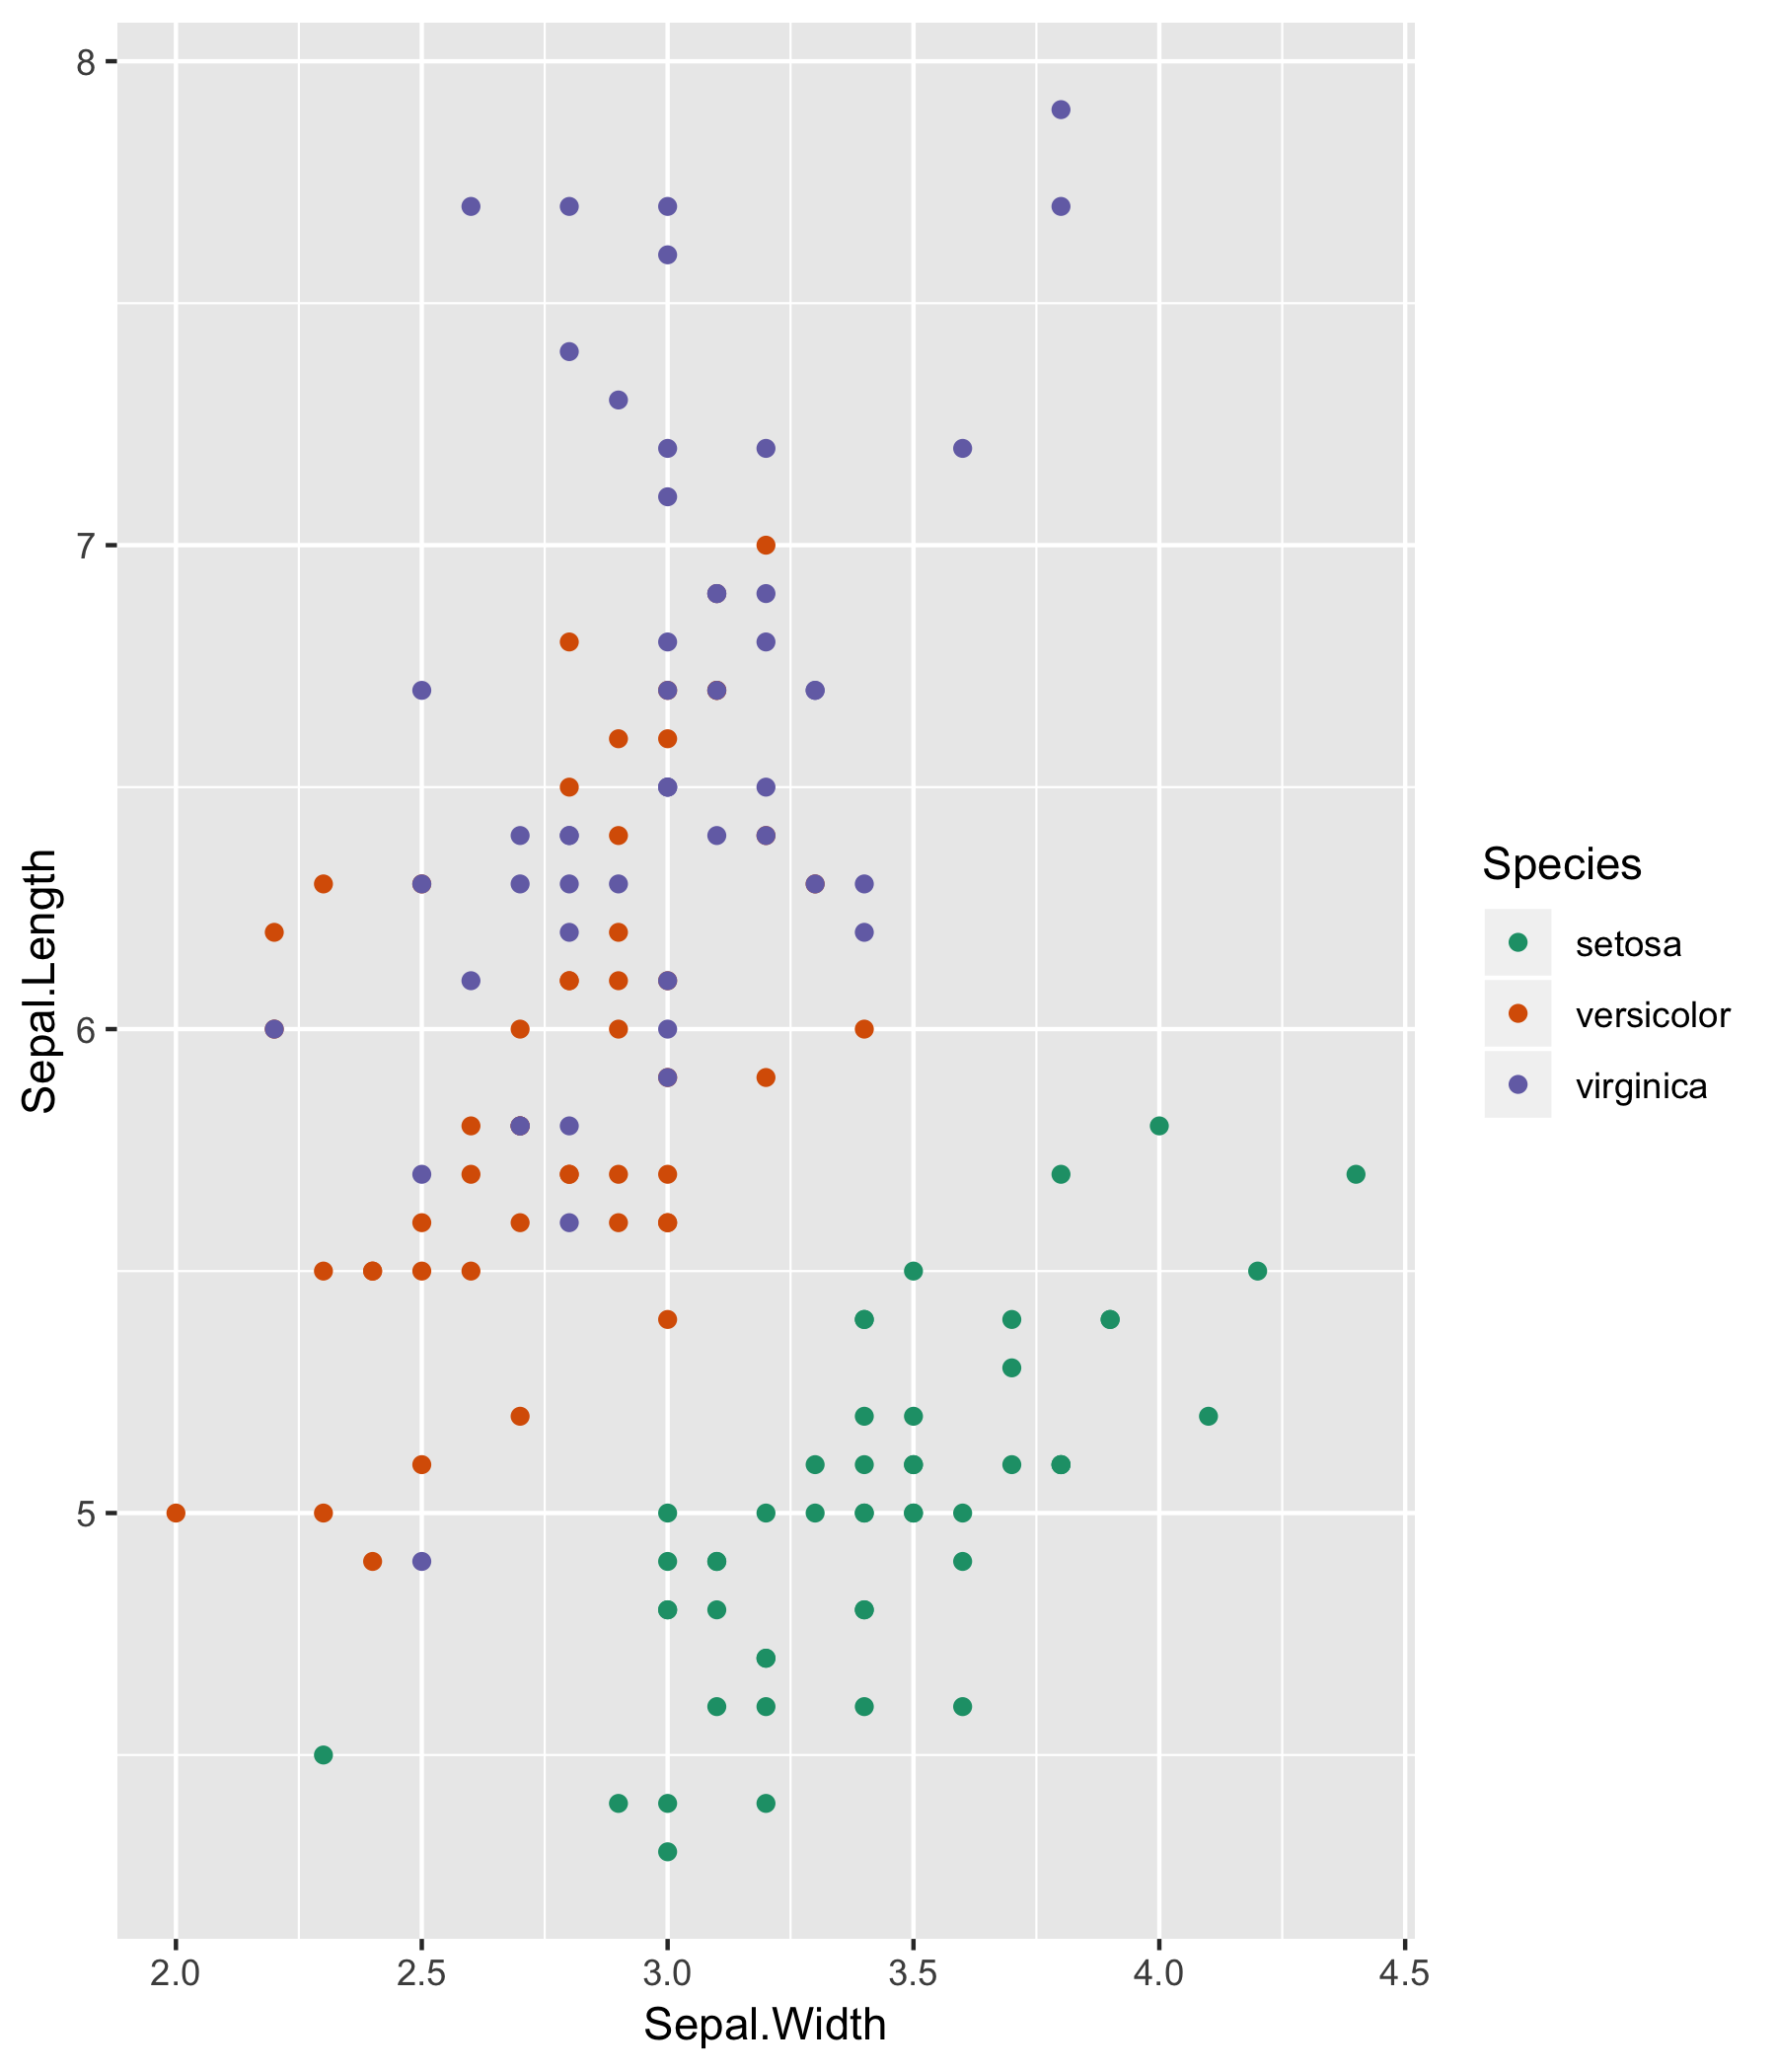 8
7
6
5
Sepal.Length
2.0 2.5 3.0 3.5 4.0 4.5
Sepal.Width
Species
setosa
versicolor
virginica